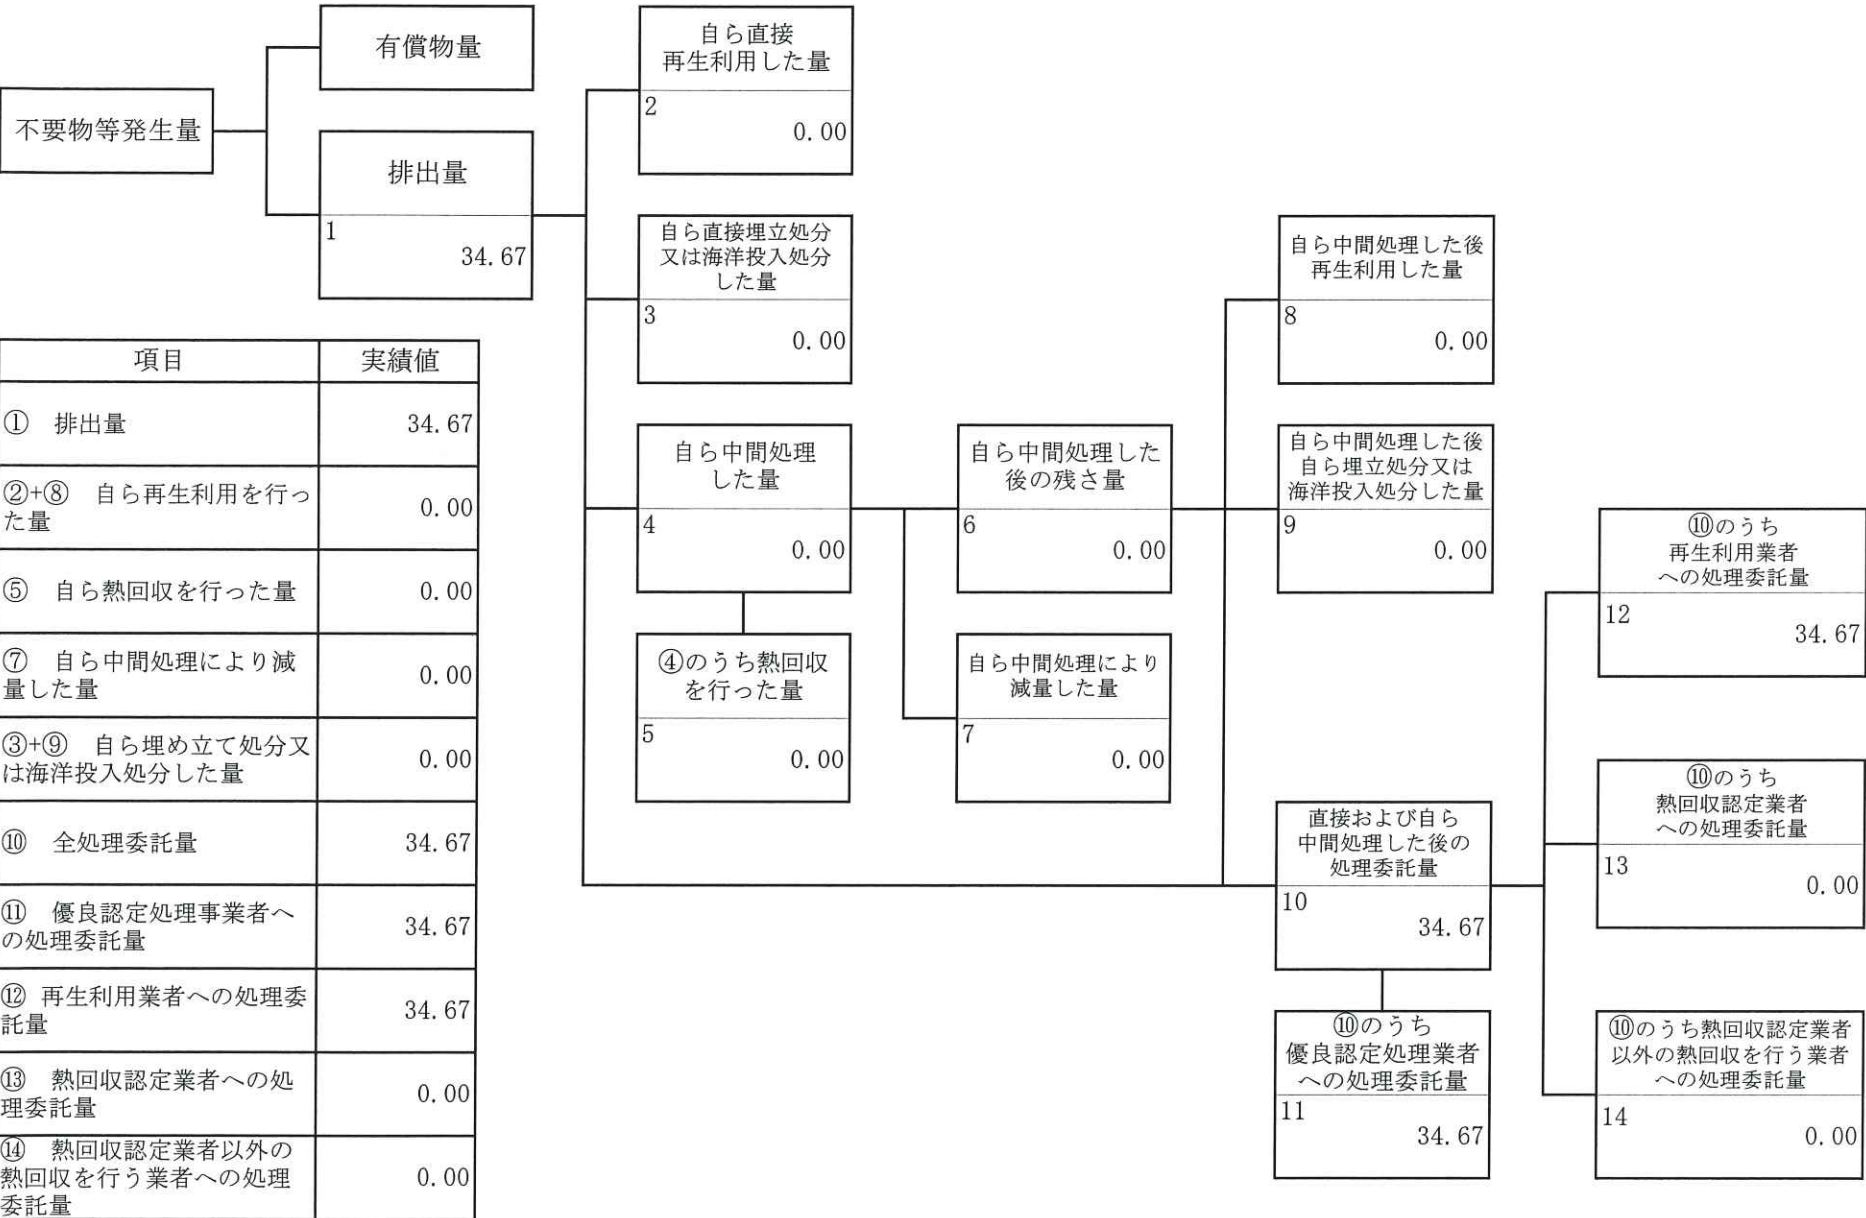 不要物等発生量
有償物量
排出量
1
34.67
自ら直接
再生利用した量
2
0.00
自ら直接埋立処分
又は海洋投入処分
した量
3
0.00
自ら中間処理
した量
4
0.00
④のうち熱回収
を行った量
5
0.00
自ら中間処理した
後の残さ量
6
0.00
自ら中間処理により
減量した量
7
0.00
自ら中間処理した後
再生利用した量
8
0.00
自ら中間処理した後
自ら埋立処分又は
海洋投入処分した量
9
0.00
直接および自ら
中間処理した後の
処理委託量
10
34.67
⑩のうち
優良認定処理業者
への処理委託量
11
34.67
⑩のうち
再生利用業者
への処理委託量
12
34.67
⑩のうち
熱回収認定業者
への処理委託量
13
0.00
⑩のうち熱回収認定業者
以外の熱回収を行う業者
への処理委託量
14
0.00
項目 実績値
① 排出量 34.67
②+⑧ 自ら再生利用を行っ
た量 0.00
⑤ 自ら熱回収を行った量 0.00
⑦ 自ら中間処理により減
量した量 0.00
③+⑨ 自ら埋め立て処分又
は海洋投入処分した量 0.00
⑩ 全処理委託量 34.67
⑪ 優良認定処理事業者へ
の処理委託量 34.67
⑫ 再生利用業者への処理委
託量 34.67
⑬ 熱回収認定業者への処
理委託量 0.00
⑭ 熱回収認定業者以外の
熱回収を行う業者への処理
委託量 0.00